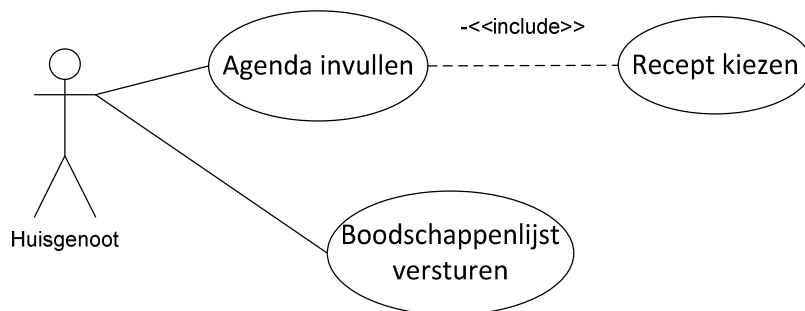 -<<include>>
Agenda invullen
Recept kiezen
Huisgenoot
Boodschappenlijst
versturen